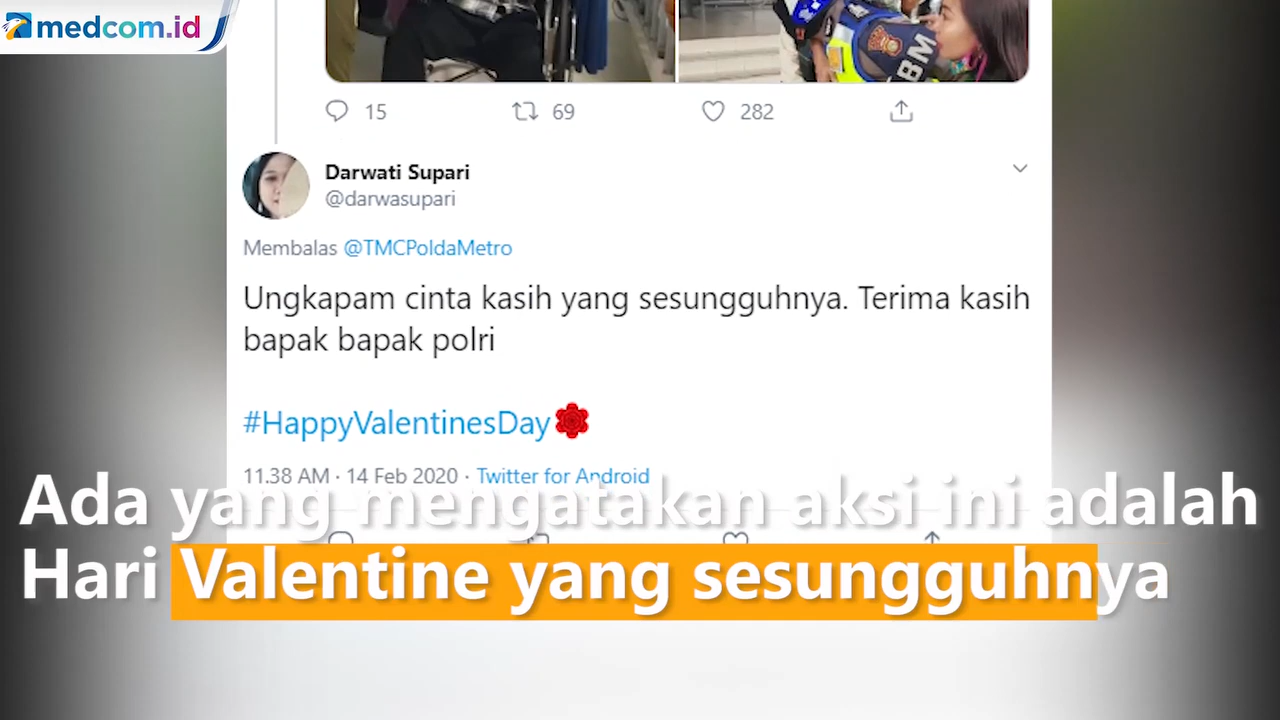 medcom.id
BM
15 69 282
Darwati Supari
@darwasupari
Membalas @TMCPoldaMetro
Ungkapam cinta kasih yang sesungguhnya. Terima kasih
bapak bapak polri
#HappyValentinesDay
11.38 AM · 14 Feb 2020 · Twitter for Android
Ada yang mengatakan aksi ini adalah
Hari Valentine yang sesungguhnya